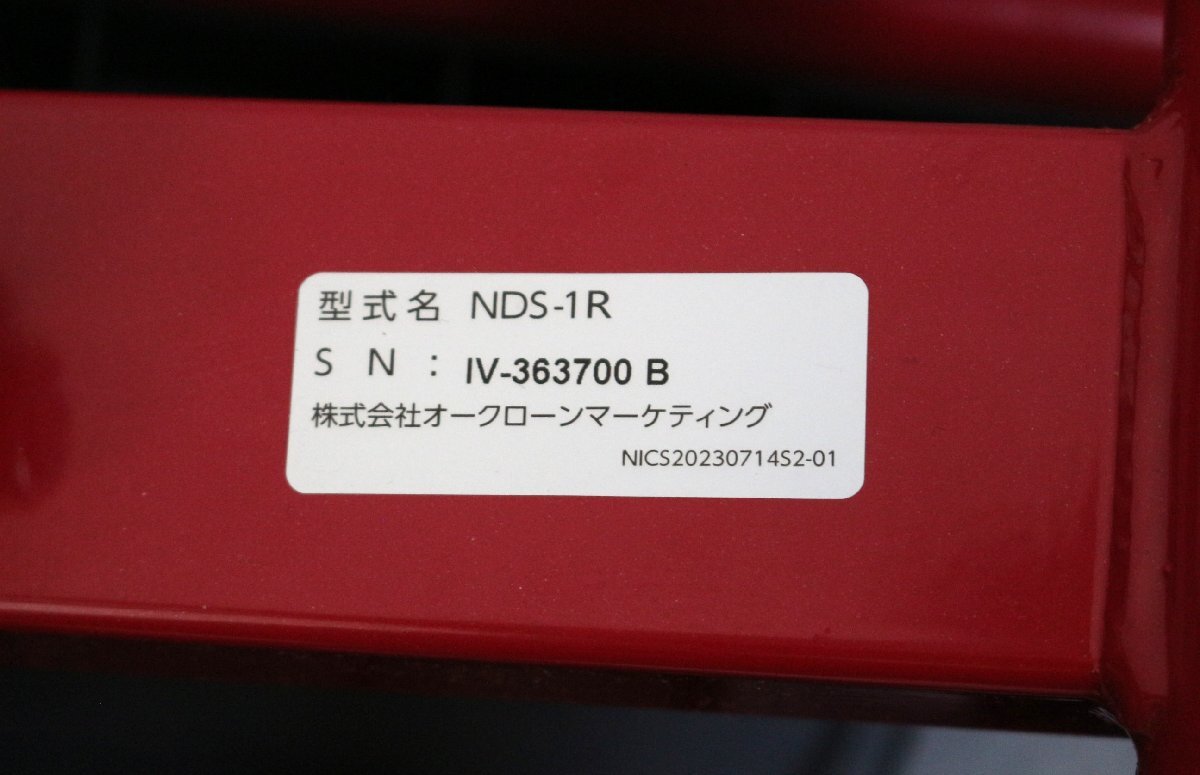 型式名 NDS-1R
SN: IV-363700 B
株式会社オークローンマーケティング
NICS20230714S2-01